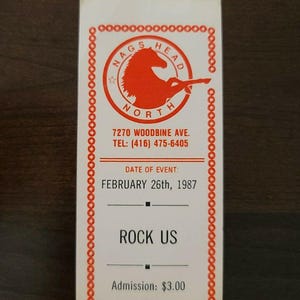 NAGS HEAD
NORTH
7270 WOODBINE AVE.
TEL: (416) 475-6405
DATE OF EVENT:
FEBRUARY 26th, 1987
ROCK US
Admission: $3.00